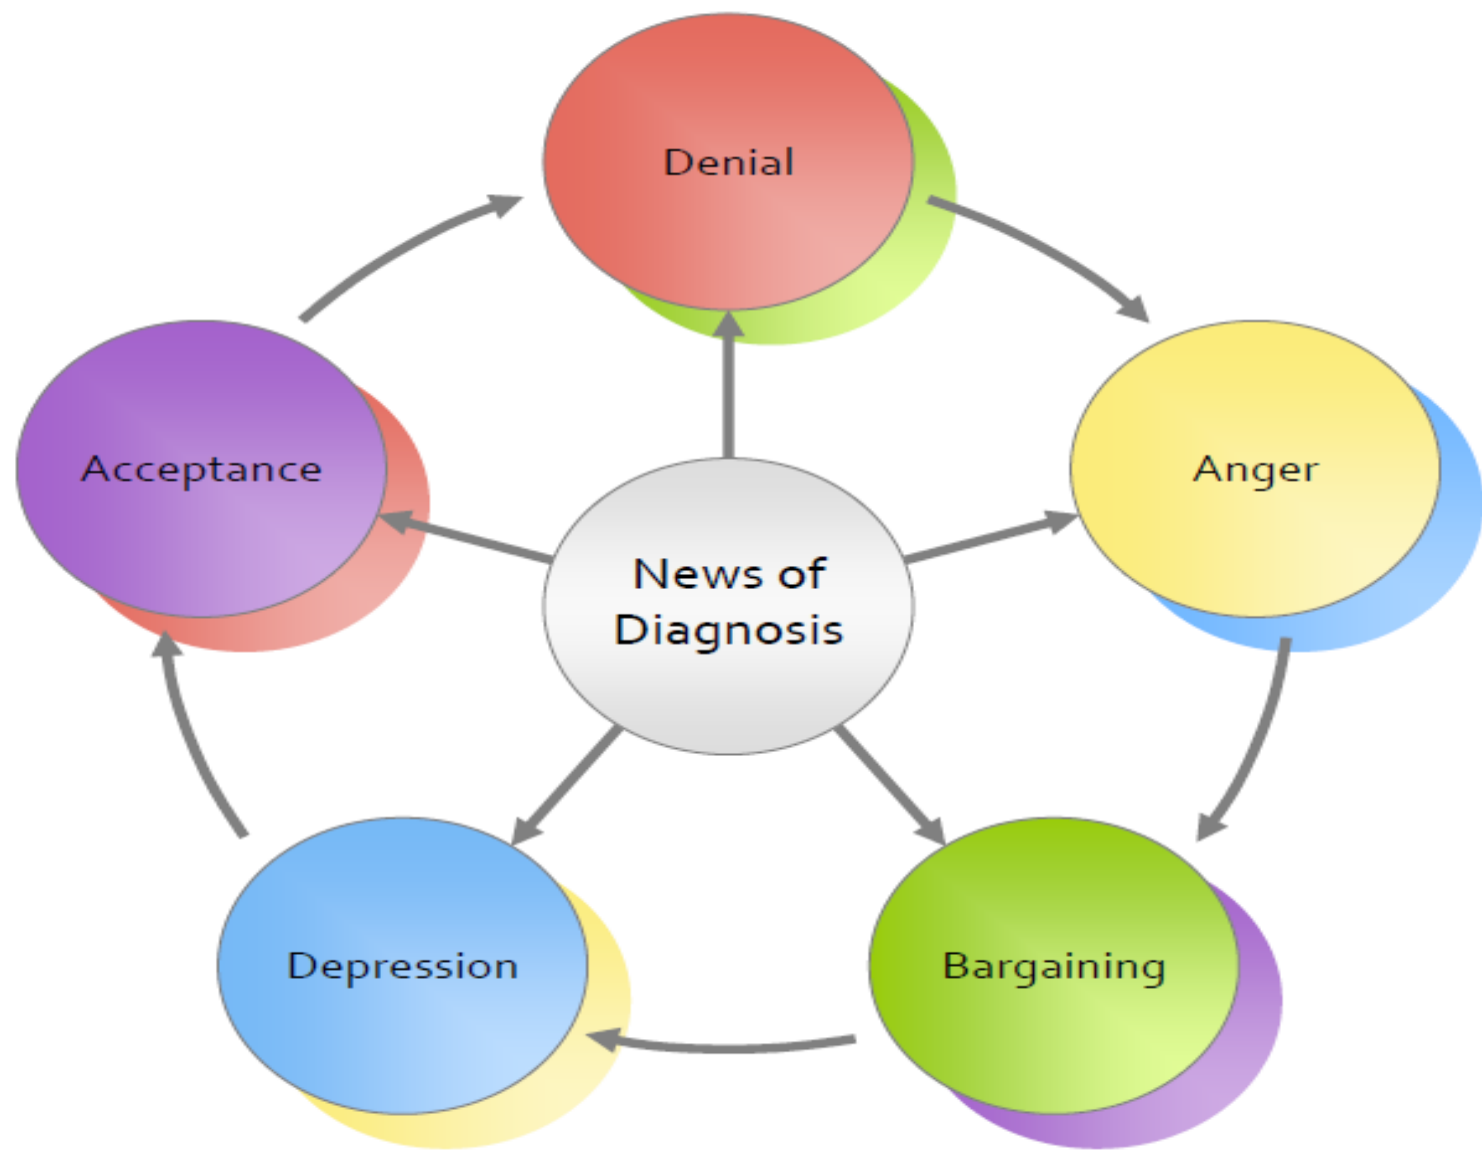 Denial
Anger
Acceptance
News of
Diagnosis
Depression
Bargaining